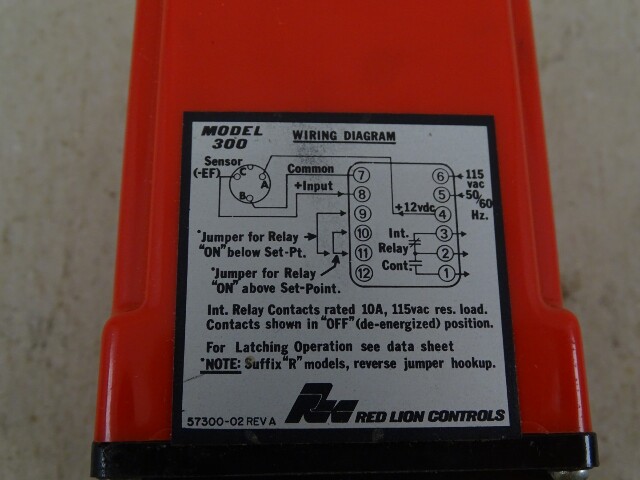 MODEL
300
WIRING DIAGRAM
Sensor
(-EF)
C
A
B
Common
+Input
7
8
9
10
11
12
6
5
4
3
2
1
115
vac
50/60
Hz.
+12vdc
Int.
Relay
Cont.
*Jumper for Relay
"ON" below Set-Pt.
*Jumper for Relay
"ON" above Set-Point.
Int. Relay Contacts rated 10A, 115vac res. load.
Contacts shown in "OFF" (de-energized) position.
For Latching Operation see data sheet
*NOTE: Suffix "R" models, reverse jumper hookup.
57300-02 REV A
RED LION CONTROLS